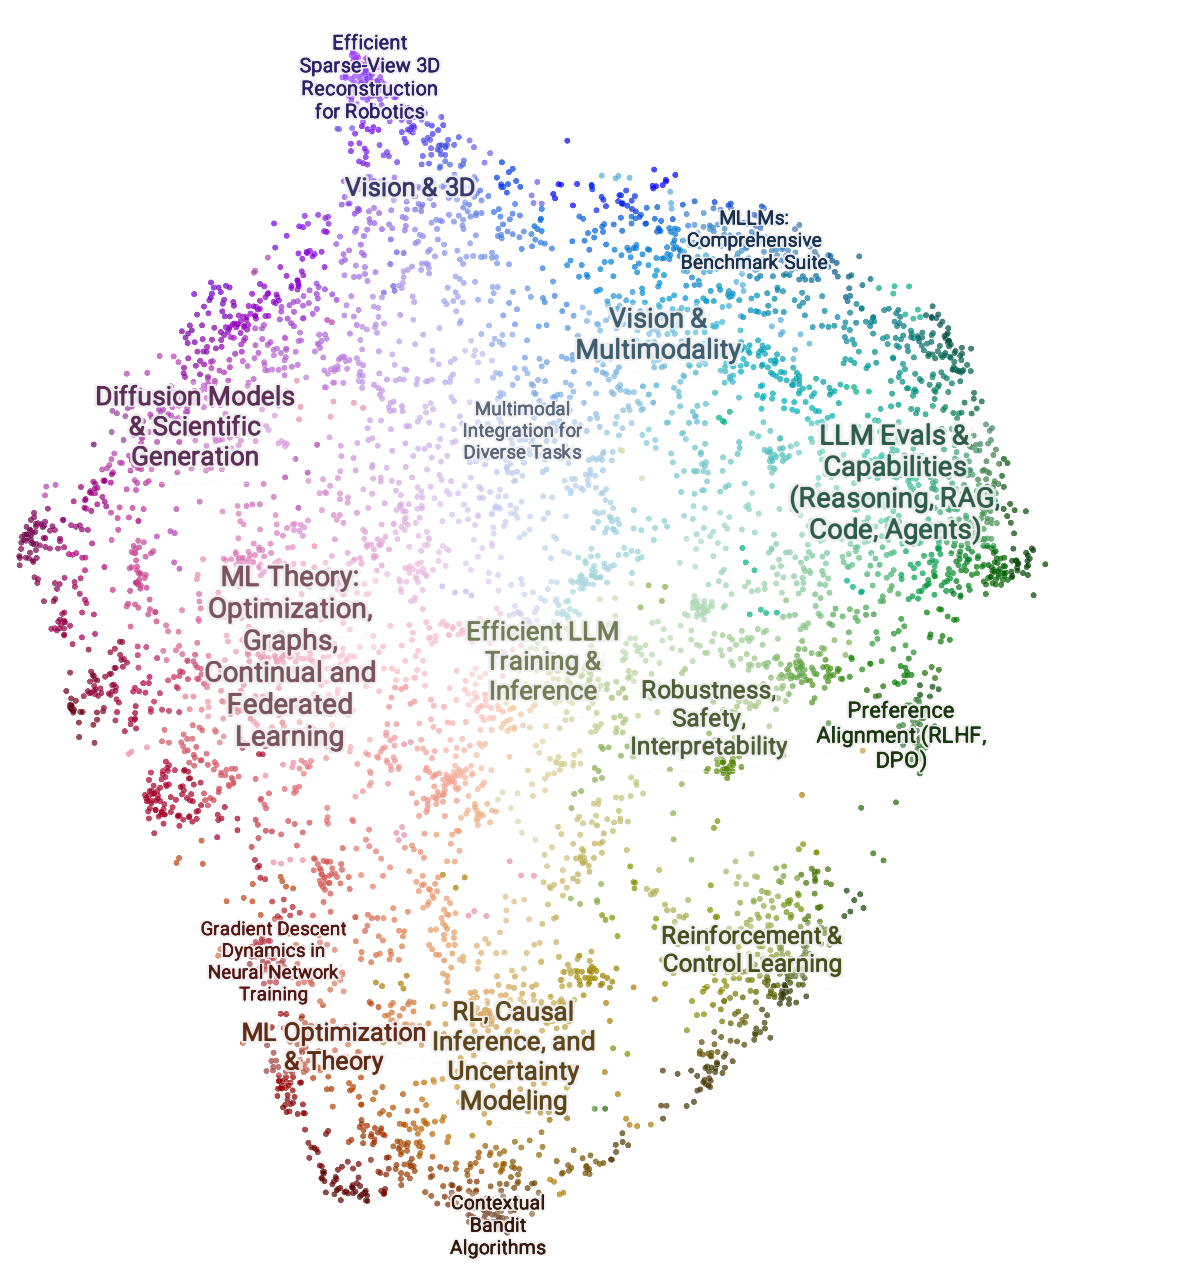 Efficient
Sparse-View 3D
Reconstruction
for Robotics
Vision & 3D
MLLMs:
Comprehensive
Benchmark Suite
Vision &
Multimodality
Diffusion Models
& Scientific
Generation
Multimodal
Integration for
Diverse Tasks
LLM Evals &
Capabilities
(Reasoning, RAG,
Code, Agents)
ML Theory:
Optimization,
Graphs,
Continual and
Federated
Learning
Efficient LLM
Training &
Inference
Robustness,
Safety,
Interpretability
Preference
Alignment (RLHF,
DPO)
Gradient Descent
Dynamics in
Neural Network
Training
Reinforcement &
Control Learning
ML Optimization
& Theory
RL, Causal
Inference, and
Uncertainty
Modeling
Contextual
Bandit
Algorithms